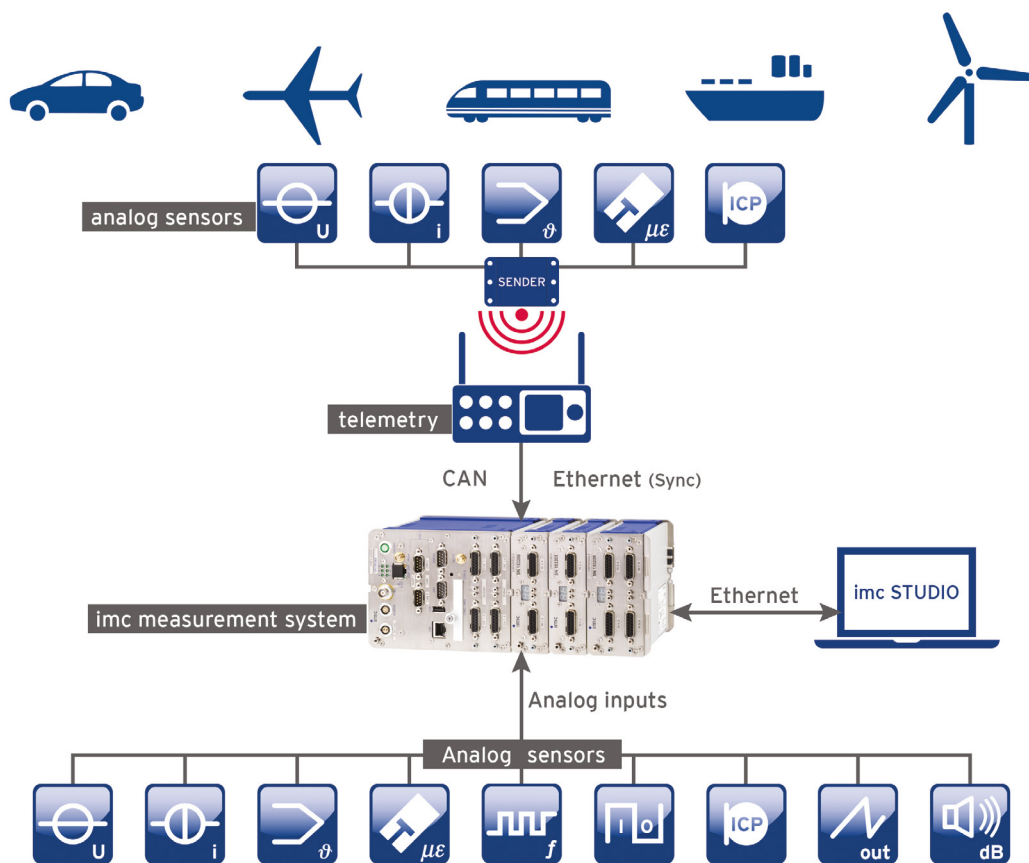 analog sensors
U
i
ϑ
με
ICP
SENDER
telemetry
CAN
Ethernet (Sync)
imc measurement system
Ethernet
imc STUDIO
Analog inputs
Analog sensors
U
i
ϑ
με
f
I O
ICP
out
dB